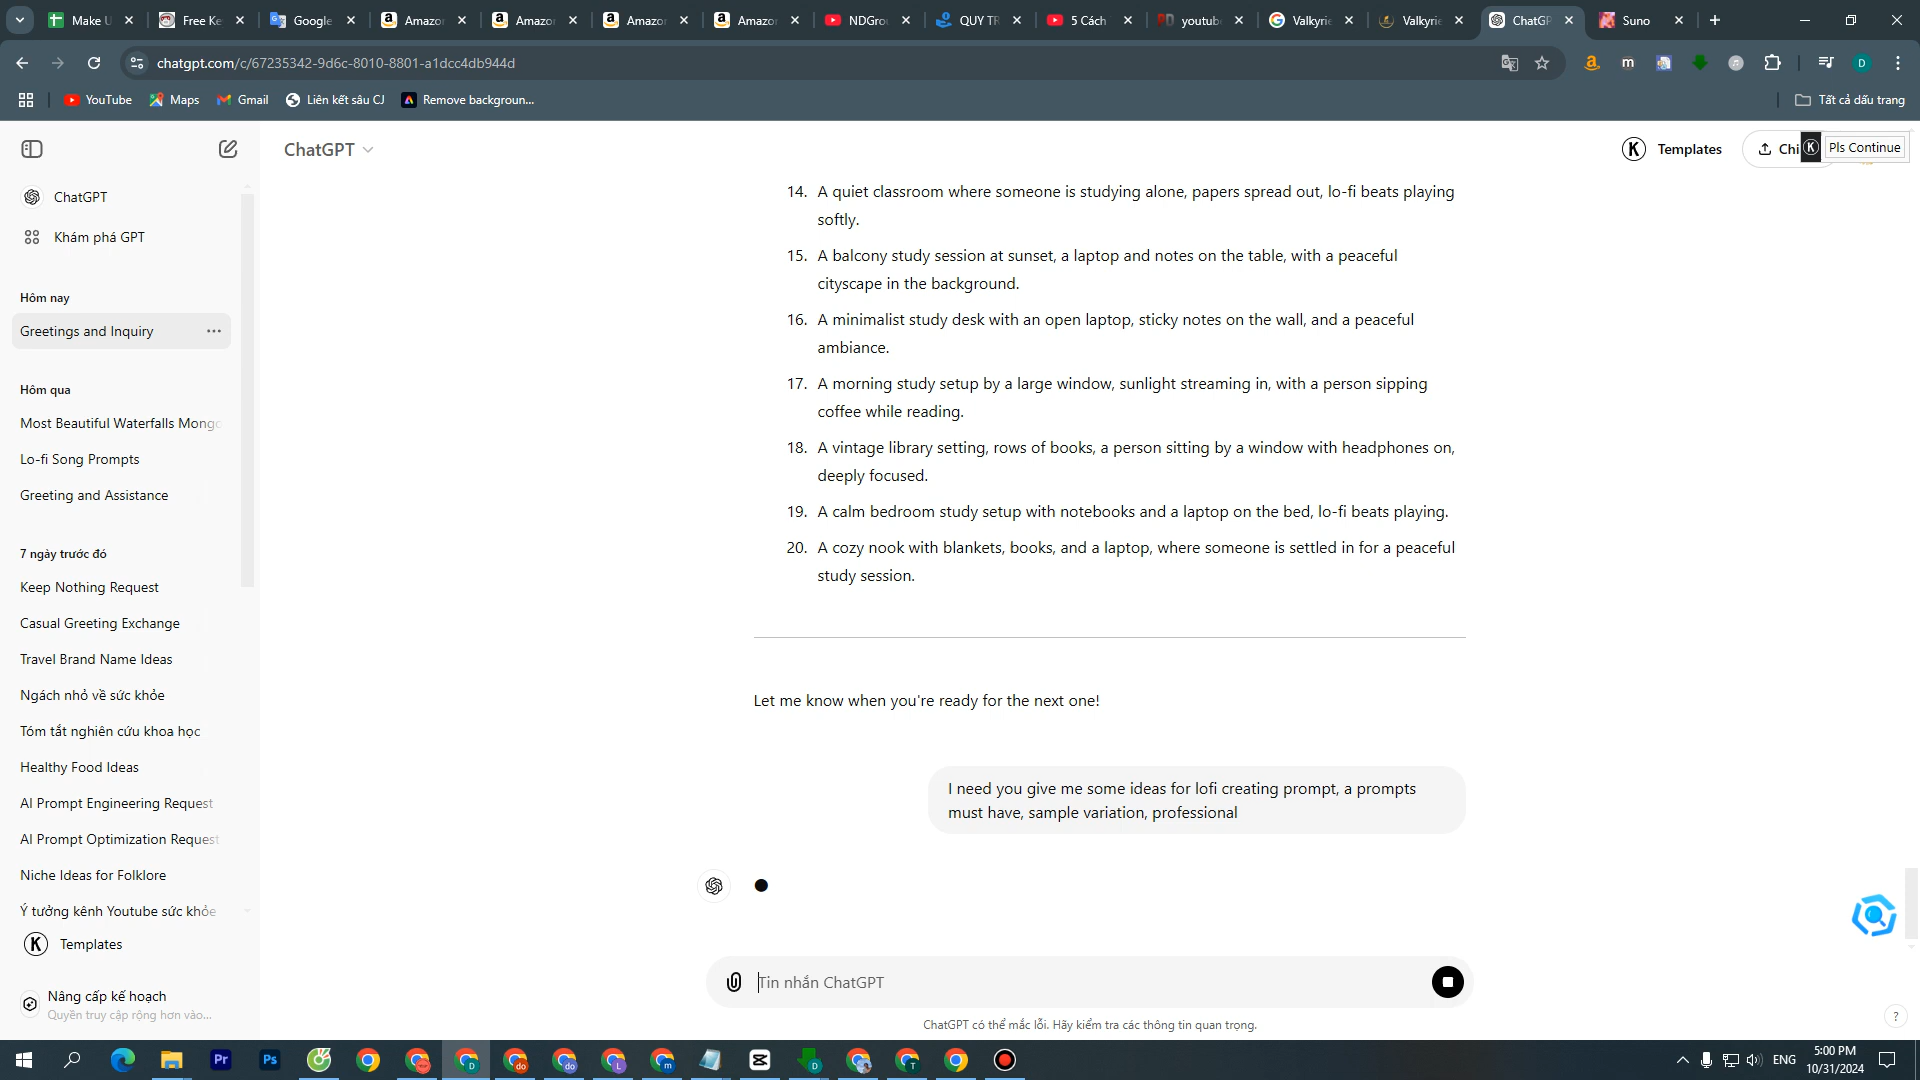 Make U
Free Ke
Google
Amazon
Amazon
Amazon
Amazon
NDGrou
QUY TR
5 Cách
youtube
Valkyrie
Valkyrie
ChatGP
Suno
chatgpt.com/c/67235342-9d6c-8010-8801-a1dcc4db944d
YouTube
Maps
Gmail
Liên kết sâu CJ
Remove backgroun...
Tất cả dấu trang
ChatGPT
Templates
Chi
Pls Continue
ChatGPT
Khám phá GPT
Hôm nay
Greetings and Inquiry
Hôm qua
Most Beautiful Waterfalls Mongo
Lo-fi Song Prompts
Greeting and Assistance
7 ngày trước đó
Keep Nothing Request
Casual Greeting Exchange
Travel Brand Name Ideas
Ngách nhỏ về sức khỏe
Tóm tắt nghiên cứu khoa học
Healthy Food Ideas
AI Prompt Engineering Request
AI Prompt Optimization Request
Niche Ideas for Folklore
Ý tưởng kênh Youtube sức khỏe
Templates
Nâng cấp kế hoạch
Quyền truy cập rộng hơn vào...
14. A quiet classroom where someone is studying alone, papers spread out, lo-fi beats playing
softly.
15. A balcony study session at sunset, a laptop and notes on the table, with a peaceful
cityscape in the background.
16. A minimalist study desk with an open laptop, sticky notes on the wall, and a peaceful
ambiance.
17. A morning study setup by a large window, sunlight streaming in, with a person sipping
coffee while reading.
18. A vintage library setting, rows of books, a person sitting by a window with headphones on,
deeply focused.
19. A calm bedroom study setup with notebooks and a laptop on the bed, lo-fi beats playing.
20. A cozy nook with blankets, books, and a laptop, where someone is settled in for a peaceful
study session.
Let me know when you're ready for the next one!
I need you give me some ideas for lofi creating prompt, a prompts
must have, sample variation, professional
Tin nhắn ChatGPT
ChatGPT có thể mắc lỗi. Hãy kiểm tra các thông tin quan trọng.
?
ENG
5:00 PM
10/31/2024